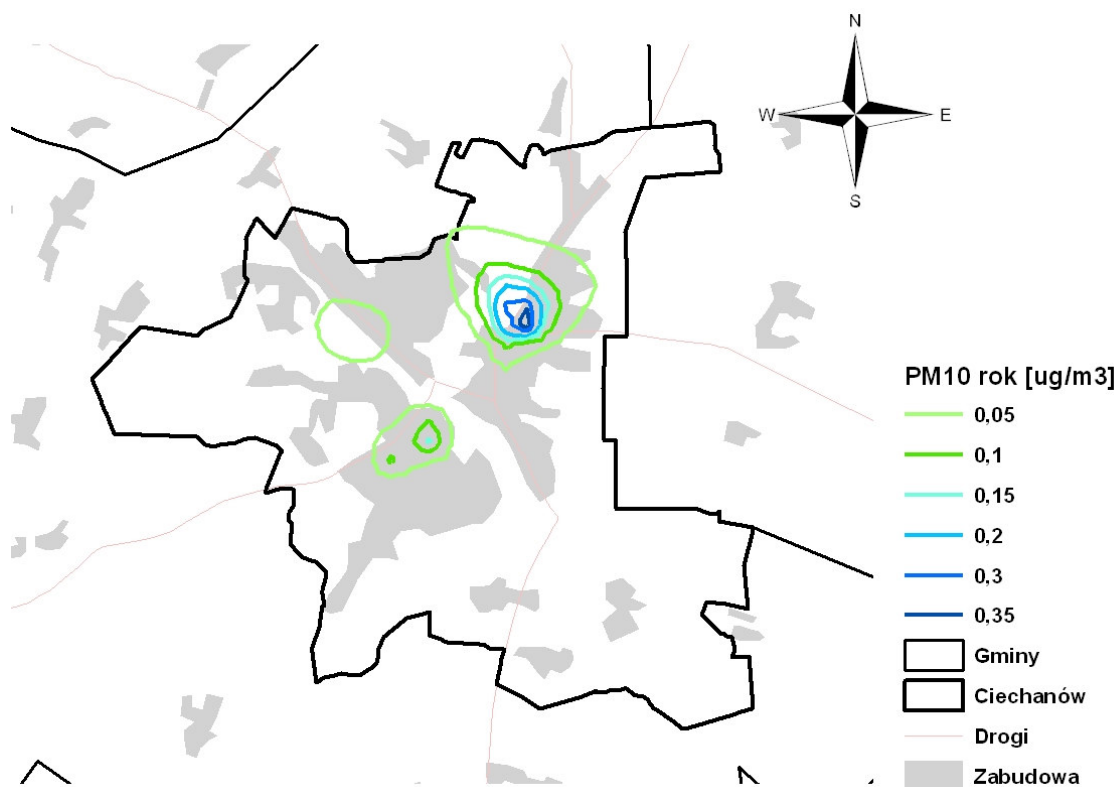 N
W
E
S
PM10 rok [ug/m3]
0,05
0,1
0,15
0,2
0,3
0,35
Gminy
Ciechanów
Drogi
Zabudowa